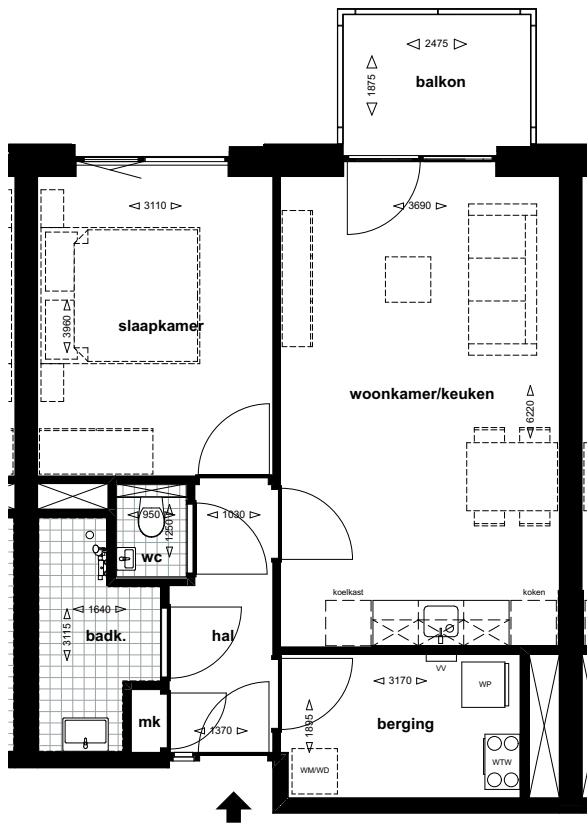 2475
1875
balkon
3110
3690
3960
slaapkamer
woonkamer/keuken
6220
950
1250
1030
wc
koelkast
koken
1640
3115
badk.
hal
VV
WP
3170
mk
1370
1895
berging
WTW
WM/WD